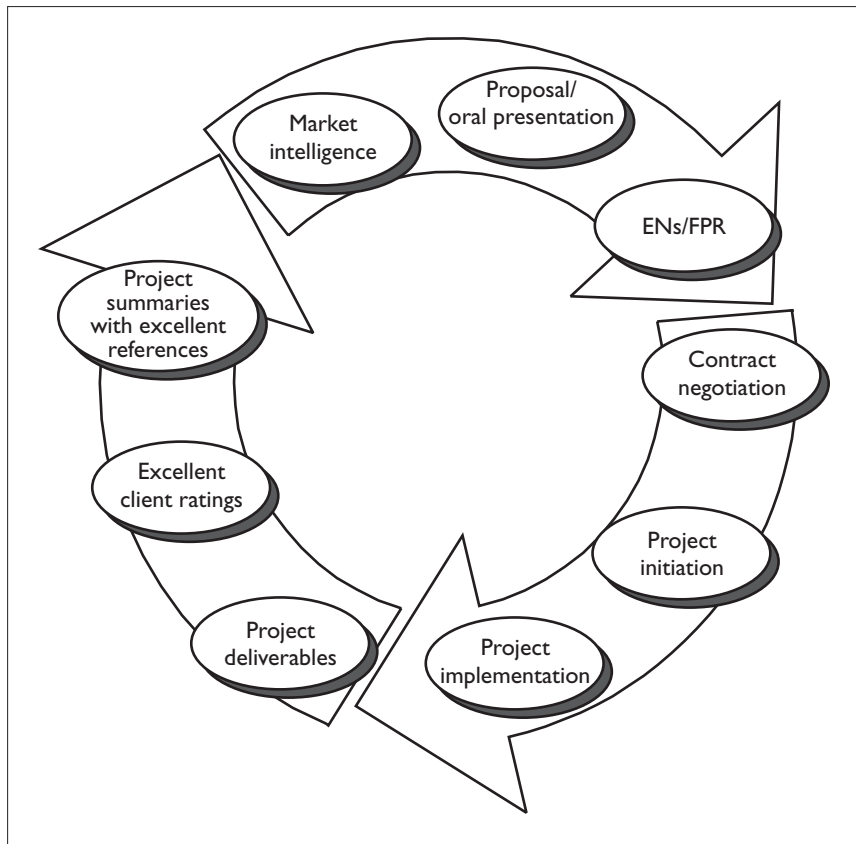 Market
intelligence
Proposal/
oral presentation
ENs/FPR
Contract
negotiation
Project
initiation
Project
implementation
Project
deliverables
Excellent
client ratings
Project
summaries
with excellent
references